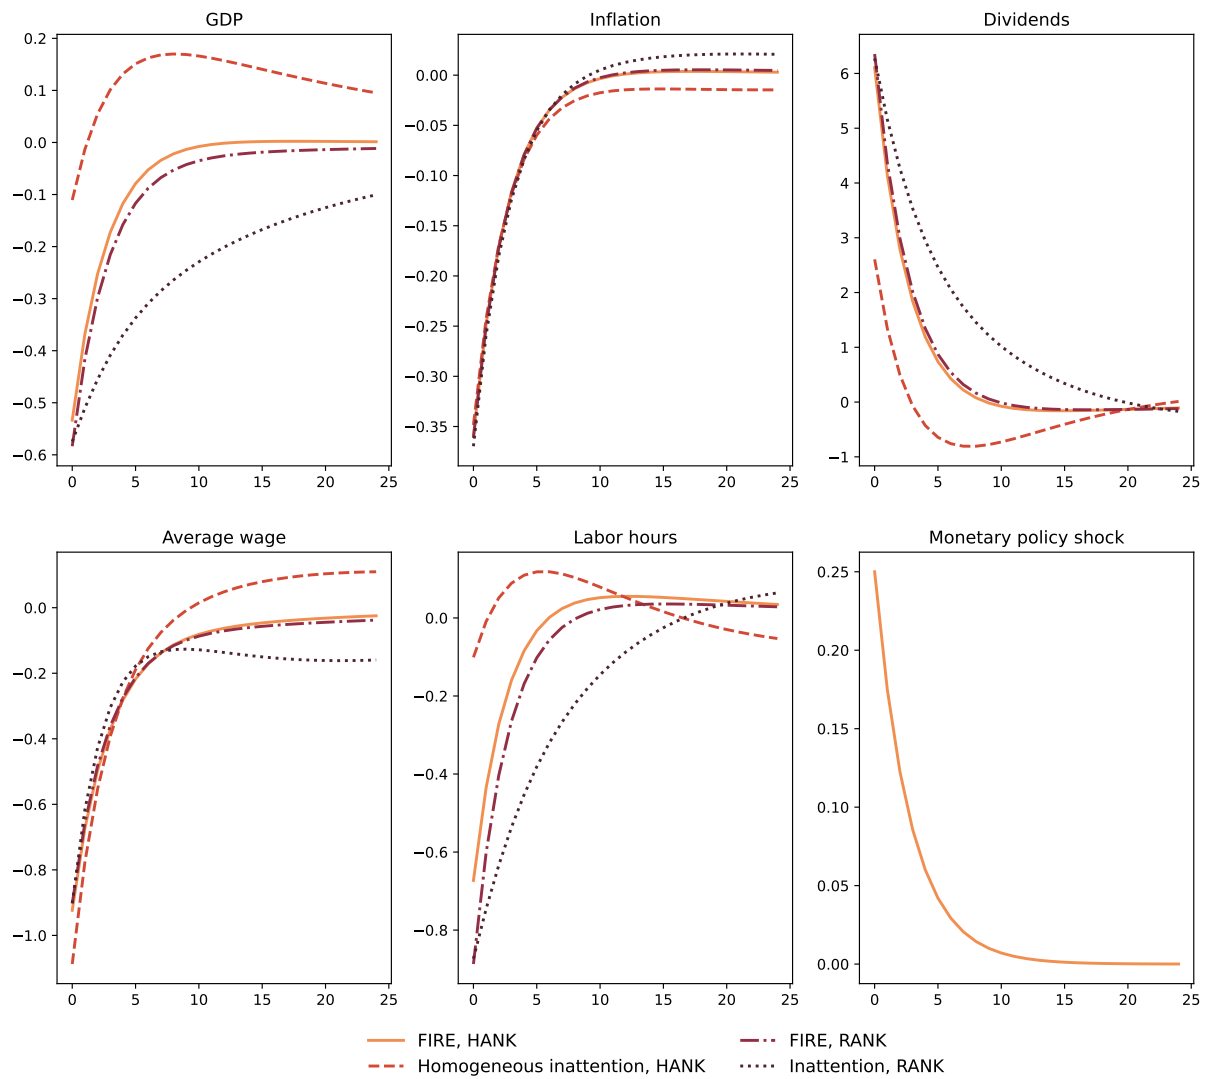 GDP
0.2
0.1
0.0
−0.1
−0.2
−0.3
−0.4
−0.5
−0.6
0 5 10 15 20 25
Inflation
0.00
−0.05
−0.10
−0.15
−0.20
−0.25
−0.30
−0.35
0 5 10 15 20 25
Dividends
6
5
4
3
2
1
0
−1
0 5 10 15 20 25
Average wage
0.0
−0.2
−0.4
−0.6
−0.8
−1.0
0 5 10 15 20 25
Labor hours
0.0
−0.2
−0.4
−0.6
−0.8
0 5 10 15 20 25
Monetary policy shock
0.25
0.20
0.15
0.10
0.05
0.00
0 5 10 15 20 25
FIRE, HANK
Homogeneous inattention, HANK
FIRE, RANK
Inattention, RANK